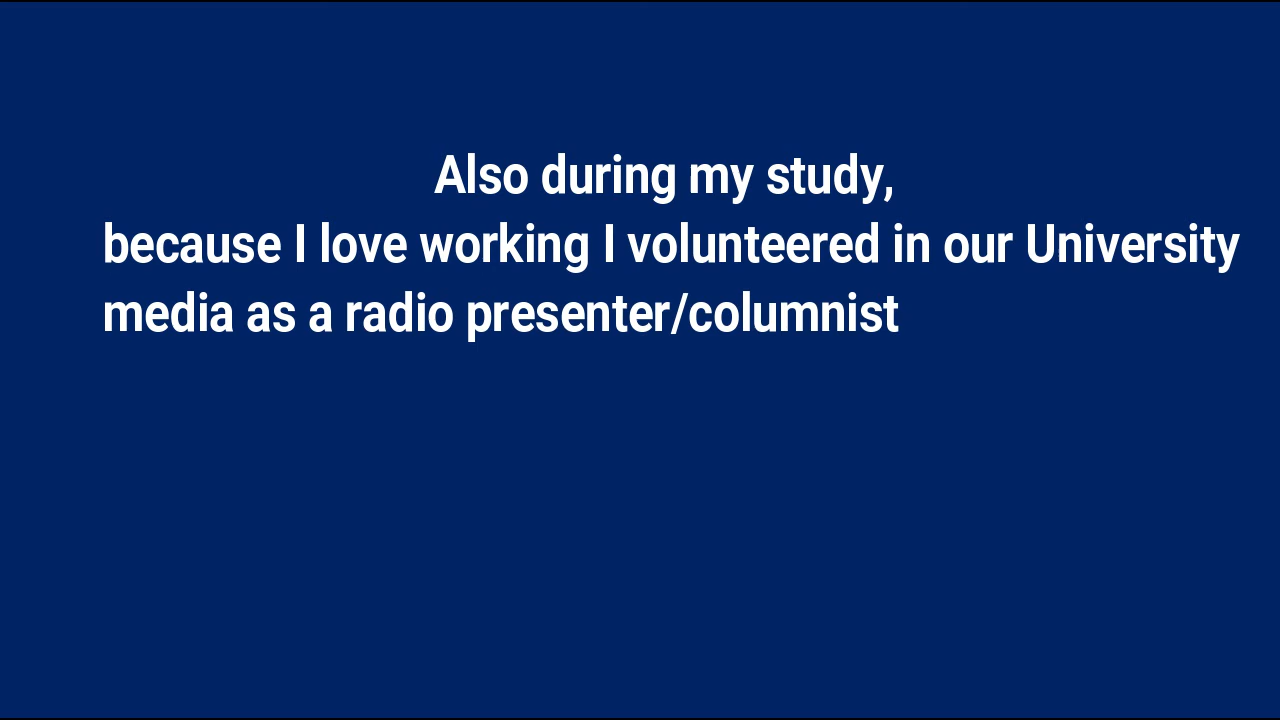 Also during my study,
because I love working I volunteered in our University
media as a radio presenter/columnist